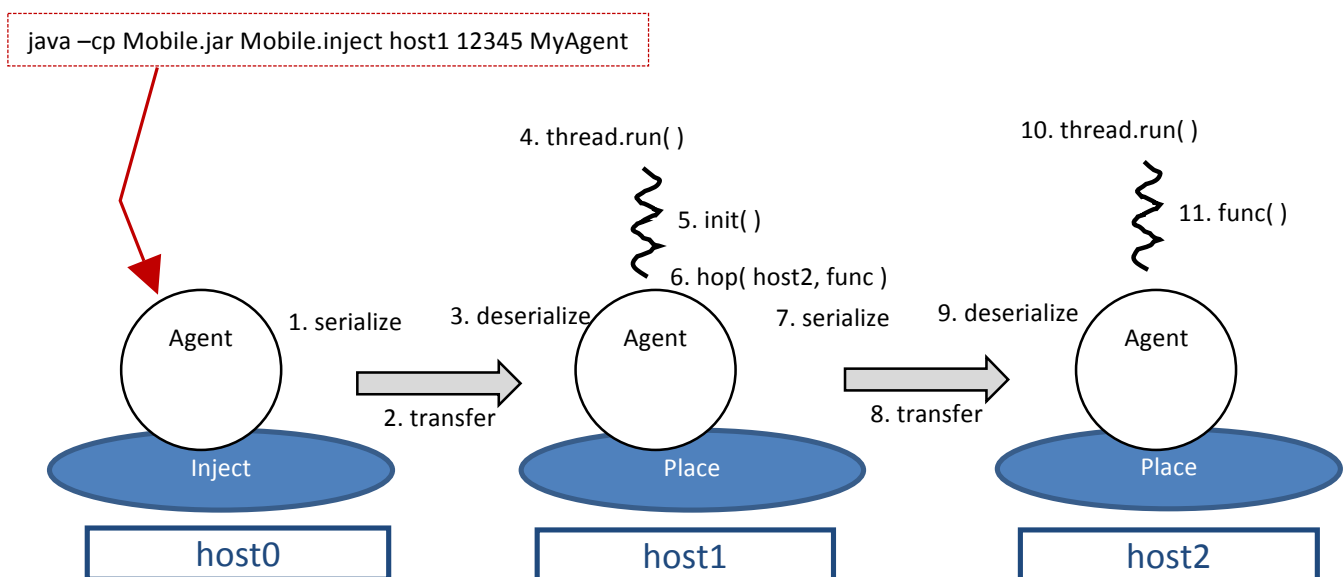 java –cp Mobile.jar Mobile.inject host1 12345 MyAgent
4. thread.run( )
10. thread.run( )
5. init( )
11. func( )
6. hop( host2, func )
1. serialize
3. deserialize
7. serialize
9. deserialize
Agent
Agent
Agent
2. transfer
8. transfer
Inject
Place
Place
host0
host1
host2